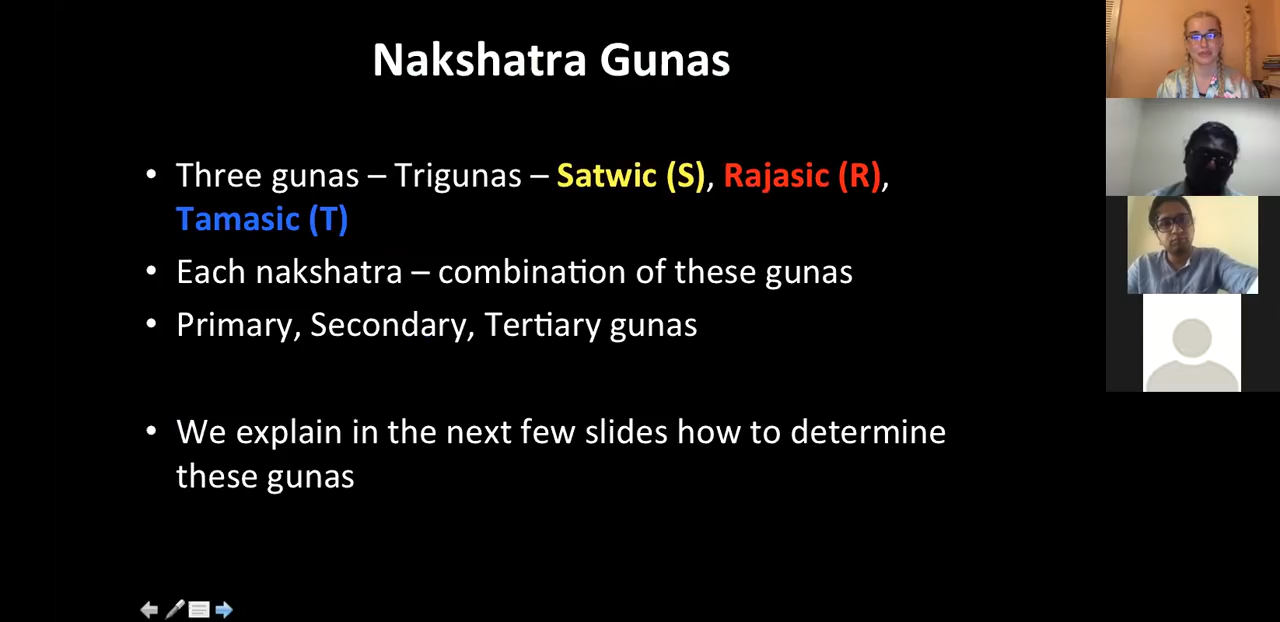 Nakshatra Gunas
• Three gunas – Trigunas – Satwic (S), Rajasic (R),
Tamasic (T)
• Each nakshatra – combination of these gunas
• Primary, Secondary, Tertiary gunas
• We explain in the next few slides how to determine
these gunas